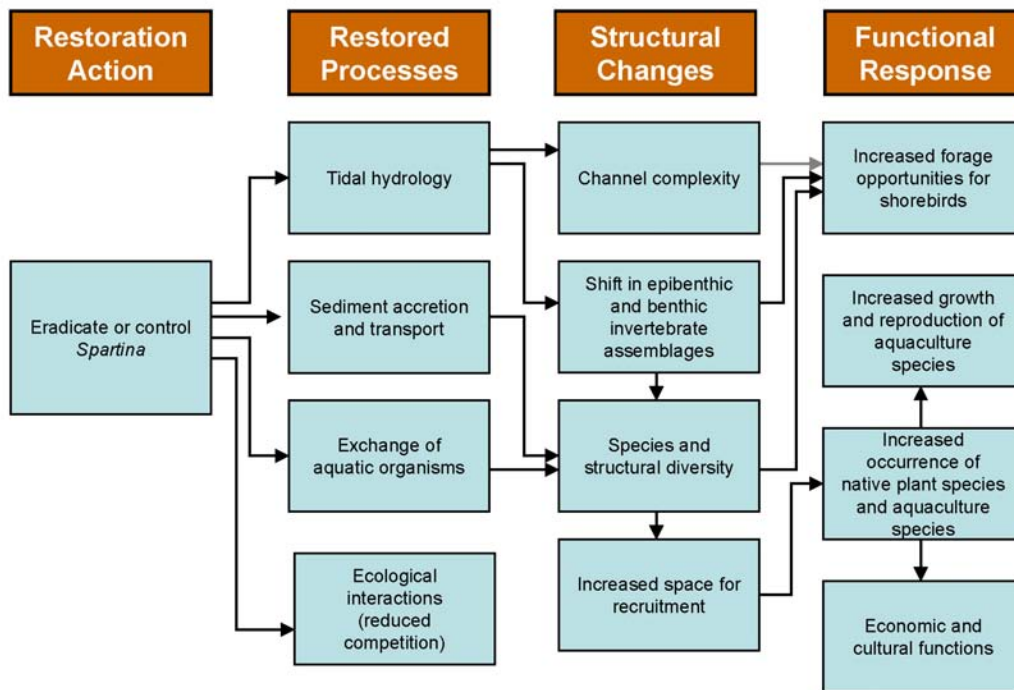 Restoration
Action
Restored
Processes
Structural
Changes
Functional
Response
Eradicate or control
Spartina
Tidal hydrology
Sediment accretion
and transport
Exchange of
aquatic organisms
Ecological
interactions
(reduced
competition)
Channel complexity
Shift in epibenthic
and benthic
invertebrate
assemblages
Species and
structural diversity
Increased space for
recruitment
Increased forage
opportunities for
shorebirds
Increased growth
and reproduction of
aquaculture
species
Increased
occurrence of
native plant species
and aquaculture
species
Economic and
cultural functions